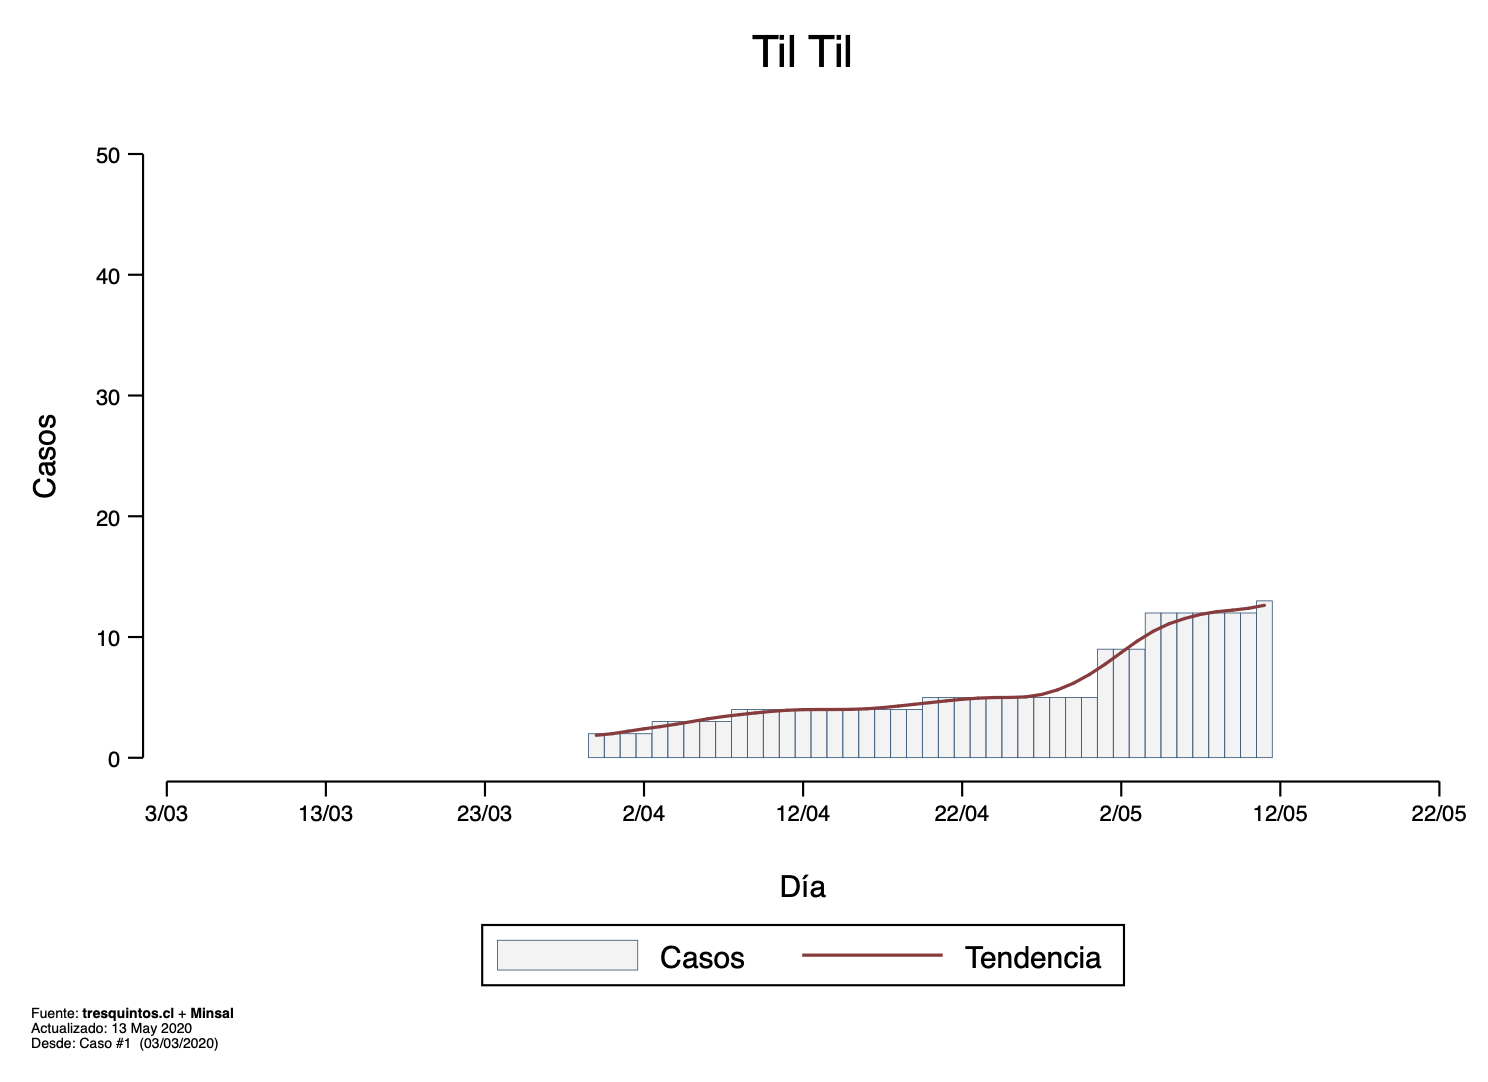 Til Til
50
40
30
20
10
0
Casos
3/03 13/03 23/03 2/04 12/04 22/04 2/05 12/05 22/05
Día
Casos Tendencia
Fuente: tresquintos.cl + Minsal
Actualizado: 13 May 2020
Desde: Caso #1 (03/03/2020)